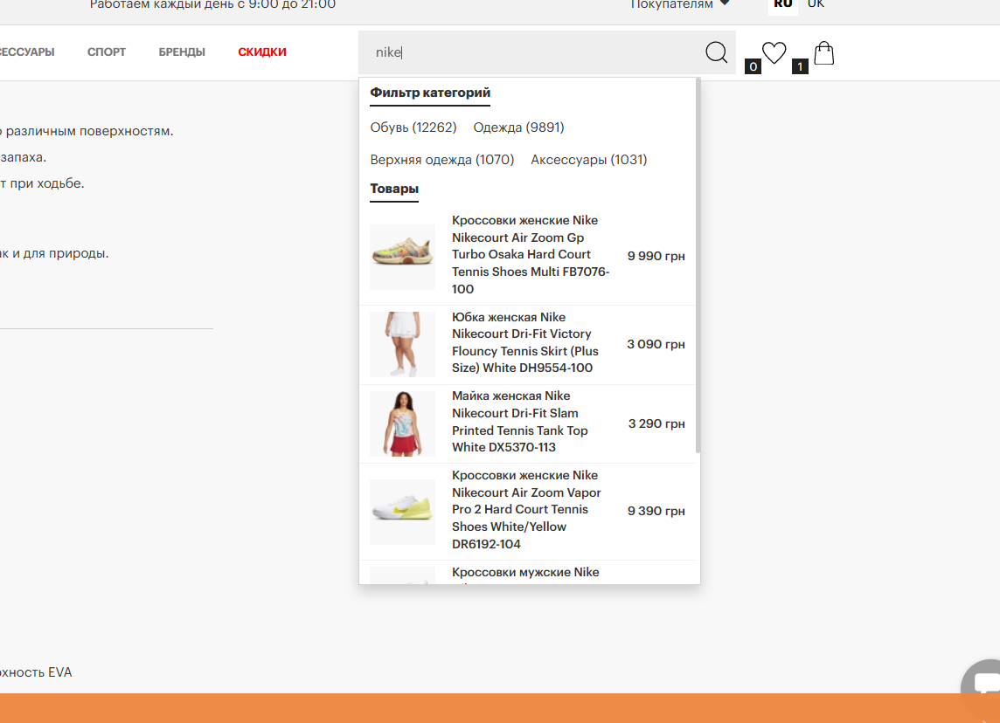 Работаем каждый день с 9:00 до 21:00
Покупателям
RU UK
СЕССУАРЫ СПОРТ БРЕНДЫ СКИДКИ
nike
0
1
Фильтр категорий
Обувь (12262) Одежда (9891)
Верхняя одежда (1070) Аксессуары (1031)
Товары
Кроссовки женские Nike
Nikecourt Air Zoom Gp
Turbo Osaka Hard Court
Tennis Shoes Multi FB7076-
100
9 990 грн
Юбка женская Nike
Nikecourt Dri-Fit Victory
Flouncy Tennis Skirt (Plus
Size) White DH9554-100
3 090 грн
Майка женская Nike
Nikecourt Dri-Fit Slam
Printed Tennis Tank Top
White DX5370-113
3 290 грн
Кроссовки женские Nike
Nikecourt Air Zoom Vapor
Pro 2 Hard Court Tennis
Shoes White/Yellow
DR6192-104
9 390 грн
Кроссовки мужские Nike
о различным поверхностям.
запаха.
т при ходьбе.
ак и для природы.
рхность EVA